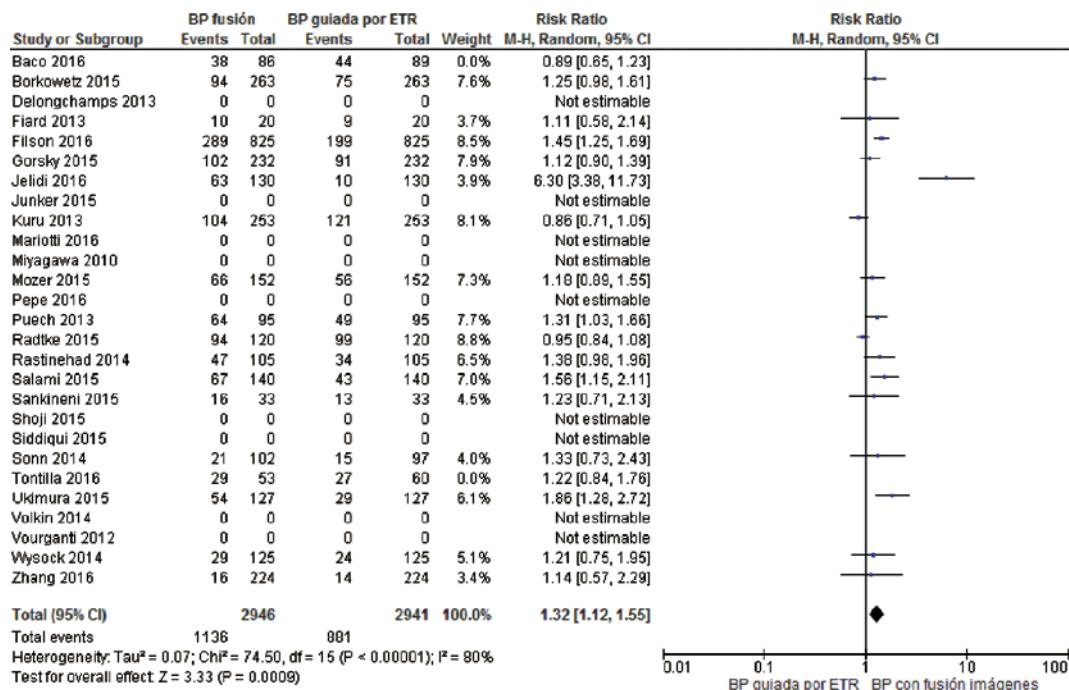 BP fusión BP guiada por ETR Risk Ratio Risk Ratio
Study or Subgroup Events Total Events Total Weight M-H, Random, 95% CI M-H, Random, 95% CI
Baco 2016 38 86 44 89 0.0% 0.89 [0.65, 1.23]
Borkowetz 2015 94 263 75 263 7.6% 1.25 [0.98, 1.61]
Delongchamps 2013 0 0 0 0 Not estimable
Fiard 2013 10 20 9 20 3.7% 1.11 [0.58, 2.14]
Filson 2016 289 825 199 825 8.5% 1.45 [1.25, 1.69]
Gorsky 2015 102 232 91 232 7.9% 1.12 [0.90, 1.39]
Jelidi 2016 63 130 10 130 3.9% 6.30 [3.38, 11.73]
Junker 2015 0 0 0 0 Not estimable
Kuru 2013 104 253 121 253 8.1% 0.86 [0.71, 1.05]
Mariotti 2016 0 0 0 0 Not estimable
Miyagawa 2010 0 0 0 0 Not estimable
Mozer 2015 66 152 56 152 7.3% 1.18 [0.89, 1.55]
Pepe 2016 0 0 0 0 Not estimable
Puech 2013 64 95 49 95 7.7% 1.31 [1.03, 1.66]
Radtke 2015 94 120 99 120 8.8% 0.95 [0.84, 1.08]
Rastinehad 2014 47 105 34 105 6.5% 1.38 [0.98, 1.96]
Salami 2015 67 140 43 140 7.0% 1.56 [1.15, 2.11]
Sankineni 2015 16 33 13 33 4.5% 1.23 [0.71, 2.13]
Shoji 2015 0 0 0 0 Not estimable
Siddiqui 2015 0 0 0 0 Not estimable
Sonn 2014 21 102 15 97 4.0% 1.33 [0.73, 2.43]
Tontilla 2016 29 53 27 60 0.0% 1.22 [0.84, 1.76]
Ukimura 2015 54 127 29 127 6.1% 1.86 [1.28, 2.72]
Volkin 2014 0 0 0 0 Not estimable
Vourganti 2012 0 0 0 0 Not estimable
Wysock 2014 29 125 24 125 5.1% 1.21 [0.75, 1.95]
Zhang 2016 16 224 14 224 3.4% 1.14 [0.57, 2.29]
Total (95% CI) 2946 2941 100.0% 1.32 [1.12, 1.55]
Total events 1136 881
Heterogeneity: Tau² = 0.07; Chi² = 74.50, df = 15 (P < 0.00001); I² = 80%
Test for overall effect: Z = 3.33 (P = 0.0009)
0.01 0.1 1 10 100
BP guiada por ETR BP con fusión imágenes